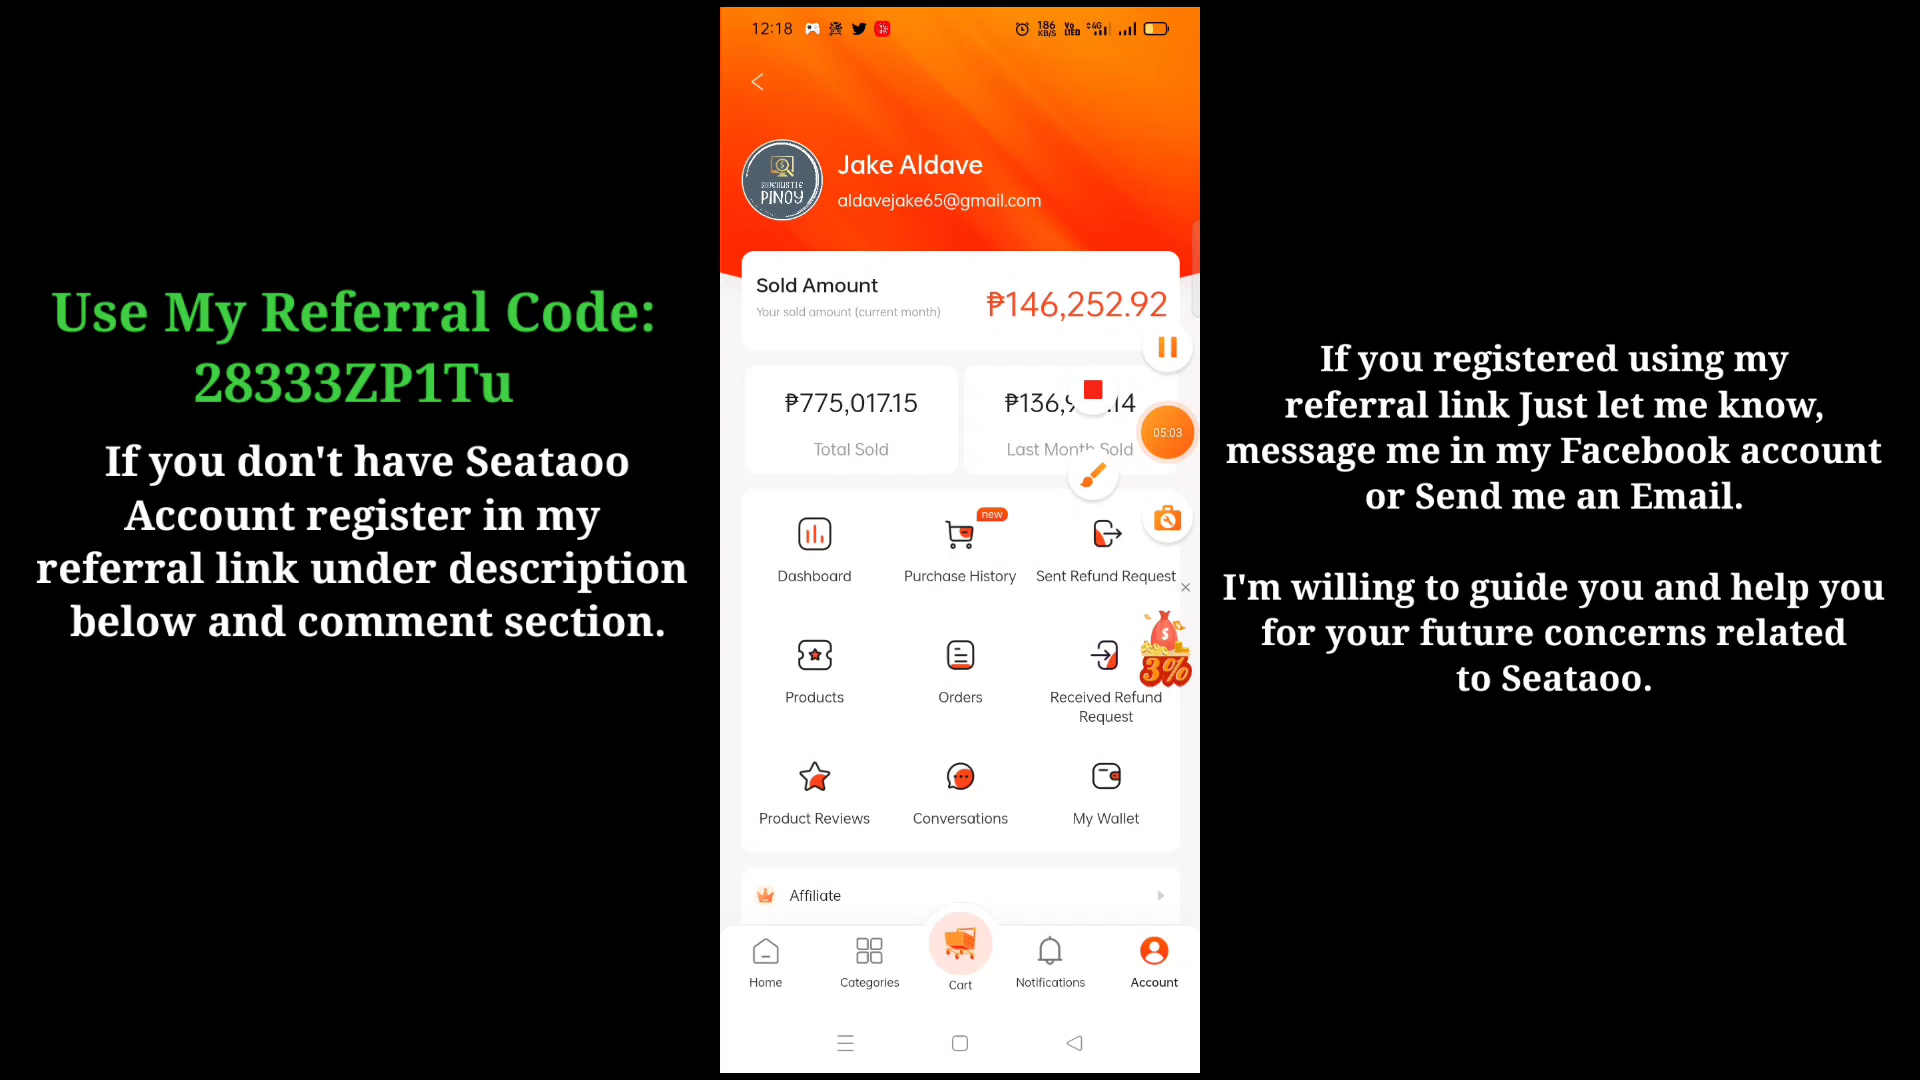 Use My Referral Code:
28333ZP1Tu
If you don't have Seataoo
Account register in my
referral link under description
below and comment section.
12:18
186
KB/S
4G
PINOY
Jake Aldave
aldavejake65@gmail.com
Sold Amount
Your sold amount (current month)
₱146,252.92
₱775,017.15
Total Sold
Last Month Sold
05:03
new
Dashboard
Purchase History
Sent Refund Request
3%
Products
Orders
Received Refund
Request
Product Reviews
Conversations
My Wallet
Affiliate
Home
Categories
Cart
Notifications
Account
If you registered using my
referral link Just let me know,
message me in my Facebook account
or Send me an Email.
I'm willing to guide you and help you
for your future concerns related
to Seataoo.